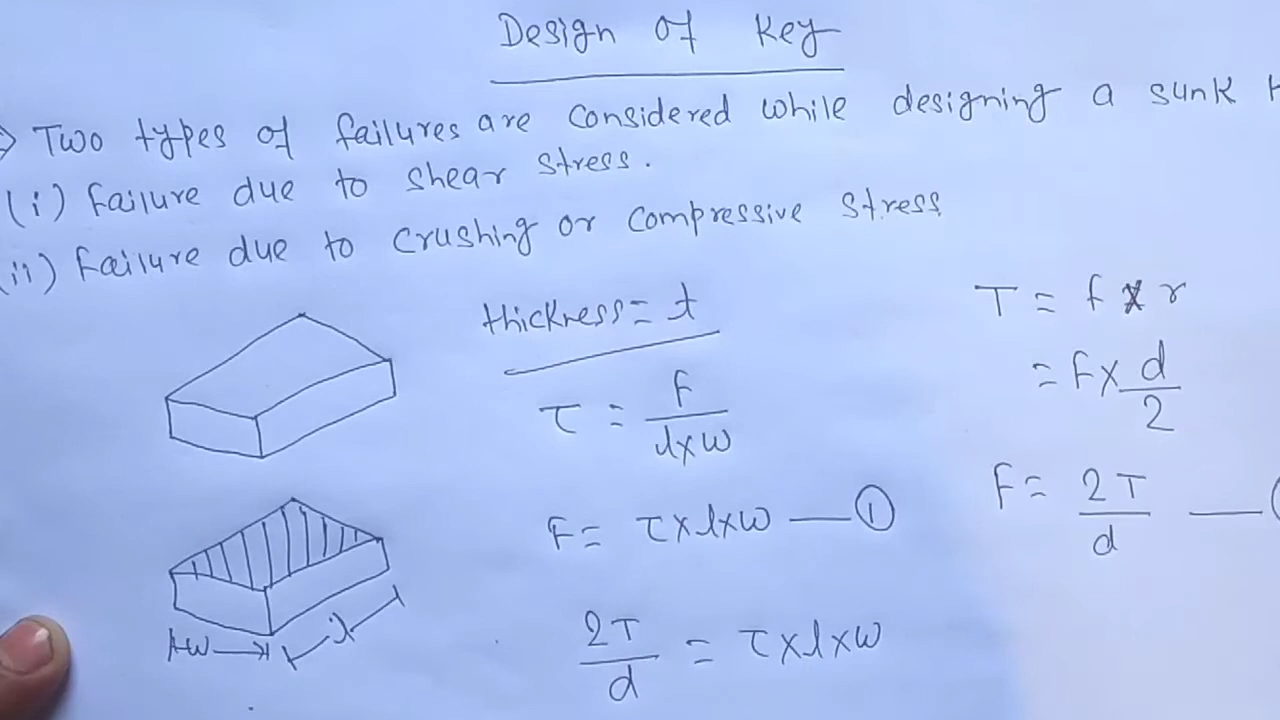 Design of Key
Two types of failures are considered while designing a sunk
(i) Failure due to shear stress.
(ii) Failure due to crushing or compressive stress
thickness = t
τ = F / l×w
F = τ×l×w — ①
2T / d = τ×l×w
T = F × r
= F × d / 2
F = 2T / d —
w
l